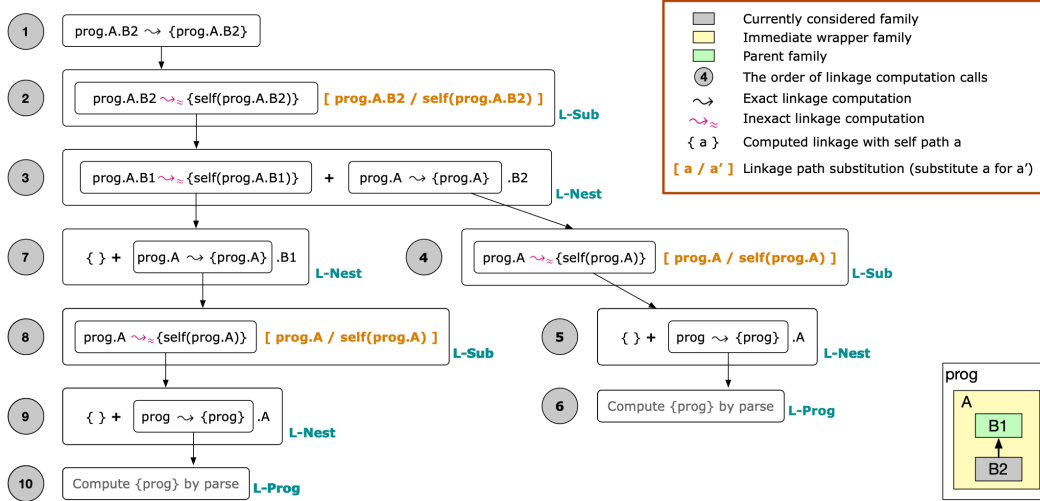 1 prog.A.B2 ⤳ {prog.A.B2}
2 prog.A.B2 ⤳≈ {self(prog.A.B2)} [ prog.A.B2 / self(prog.A.B2) ] L-Sub
3 prog.A.B1 ⤳≈ {self(prog.A.B1)} + prog.A ⤳ {prog.A} .B2 L-Nest
7 { } + prog.A ⤳ {prog.A} .B1 L-Nest
4 prog.A ⤳≈ {self(prog.A)} [ prog.A / self(prog.A) ] L-Sub
8 prog.A ⤳≈ {self(prog.A)} [ prog.A / self(prog.A) ] L-Sub
5 { } + prog ⤳ {prog} .A L-Nest
9 { } + prog ⤳ {prog} .A L-Nest
6 Compute {prog} by parse L-Prog
10 Compute {prog} by parse L-Prog
Currently considered family
Immediate wrapper family
Parent family
4 The order of linkage computation calls
⤳ Exact linkage computation
⤳≈ Inexact linkage computation
{ a } Computed linkage with self path a
[ a / a’ ] Linkage path substitution (substitute a for a’)
prog
A
B1
B2